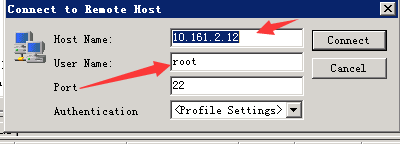 Connect to Remote Host
Host Name: 10.161.2.12 Connect
User Name: root Cancel
Port 22
Authentication <Profile Settings>